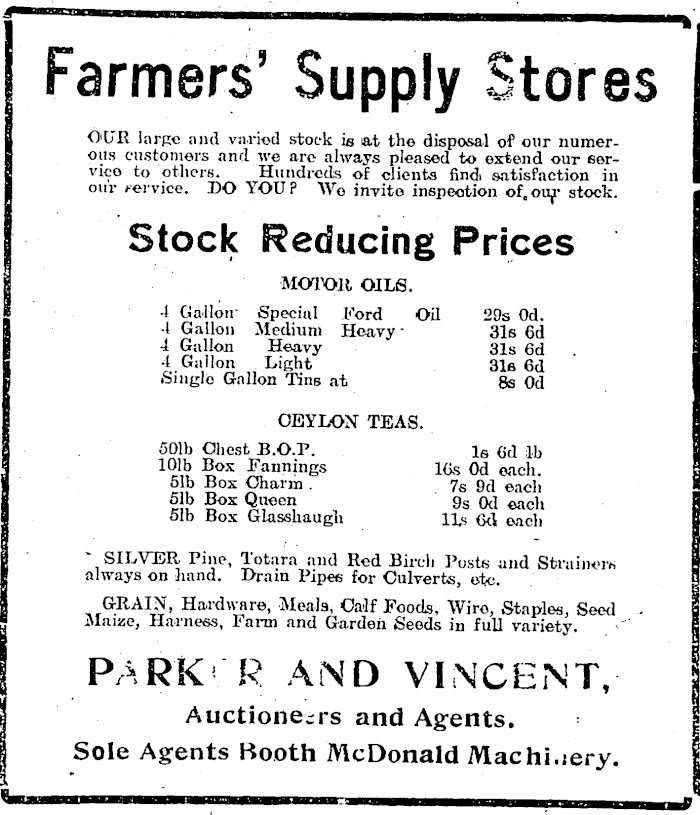 Farmers' Supply Stores
OUR large and varied stock is at the disposal of our numer-
ous customers and we are always pleased to extend our ser-
vice to others. Hundreds of clients find satisfaction in
our service. DO YOU? We invite inspection of our stock.
Stock Reducing Prices
MOTOR OILS.
4 Gallon Special Ford Oil 29s 0d.
4 Gallon Medium Heavy 31s 6d
4 Gallon Heavy 31s 6d
4 Gallon Light 31s 6d
Single Gallon Tins at 8s 0d
CEYLON TEAS.
50lb Chest B.O.P. 1s 6d lb
10lb Box Fannings 16s 0d each.
5lb Box Charm 7s 9d each
5lb Box Queen 9s 0d each
5lb Box Glasshaugh 11s 6d each
SILVER Pine, Totara and Red Birch Posts and Strainers
always on hand. Drain Pipes for Culverts, etc.
GRAIN, Hardware, Meals, Calf Foods, Wire, Staples, Seed
Maize, Harness, Farm and Garden Seeds in full variety.
PARKER AND VINCENT,
Auctioneers and Agents.
Sole Agents Booth McDonald Machinery.